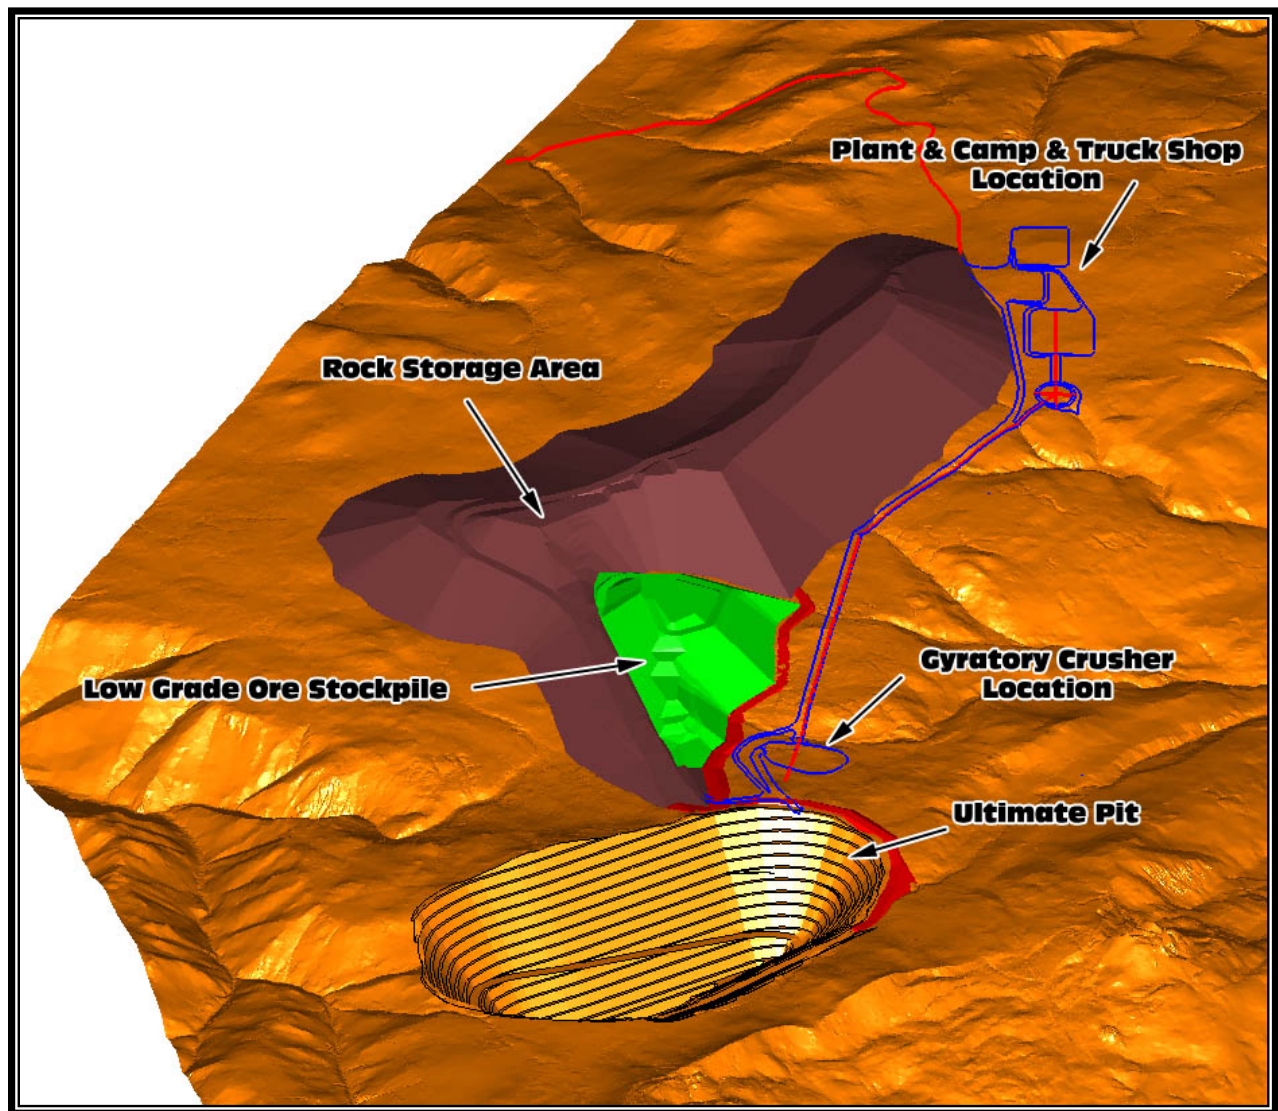 Plant & Camp & Truck Shop
Location
Rock Storage Area
Gyratory Crusher
Location
Low Grade Ore Stockpile
Ultimate Pit